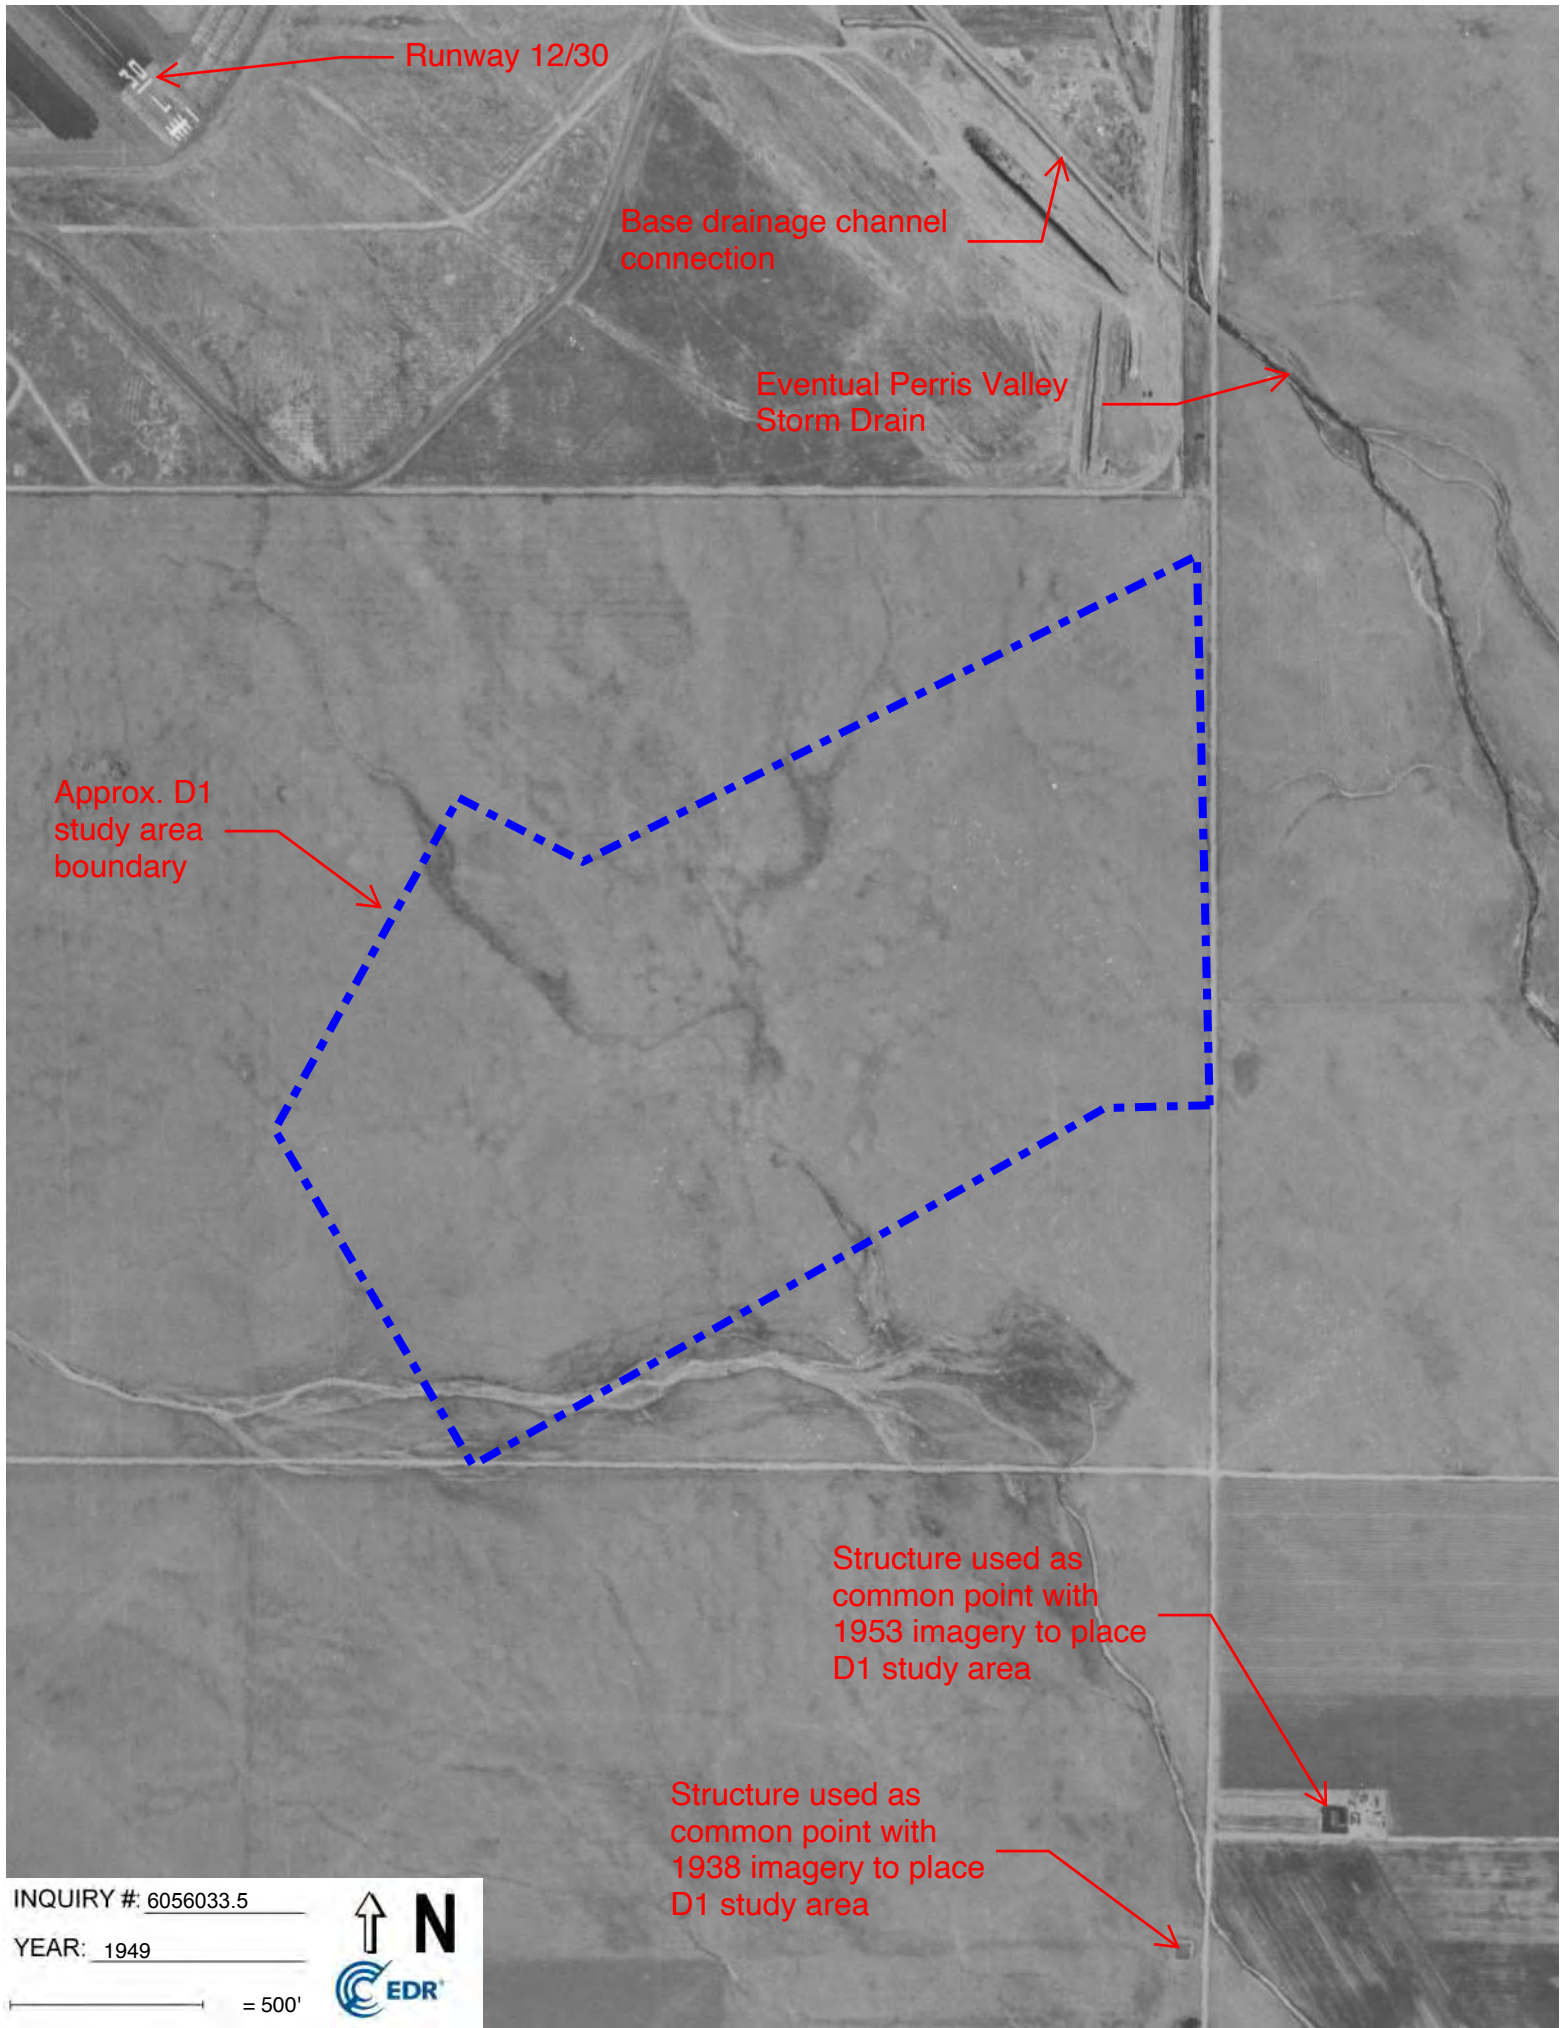 30
Runway 12/30
Base drainage channel
connection
Eventual Perris Valley
Storm Drain
Approx. D1
study area
boundary
Structure used as
common point with
1953 imagery to place
D1 study area
Structure used as
common point with
1938 imagery to place
D1 study area
INQUIRY #: 6056033.5
YEAR: 1949
= 500'
N
EDR®